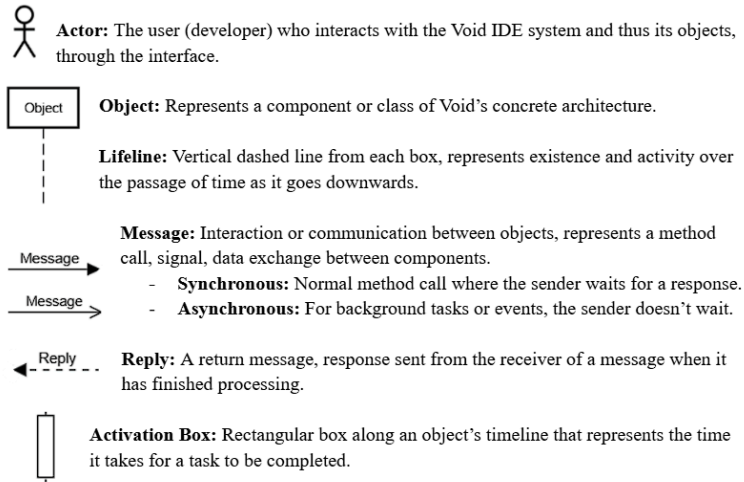 Actor: The user (developer) who interacts with the Void IDE system and thus its objects,
through the interface.
Object
Object: Represents a component or class of Void's concrete architecture.
Lifeline: Vertical dashed line from each box, represents existence and activity over
the passage of time as it goes downwards.
Message: Interaction or communication between objects, represents a method
call, signal, data exchange between components.
Message
- Synchronous: Normal method call where the sender waits for a response.
Message
- Asynchronous: For background tasks or events, the sender doesn't wait.
Reply
Reply: A return message, response sent from the receiver of a message when it
has finished processing.
Activation Box: Rectangular box along an object's timeline that represents the time
it takes for a task to be completed.